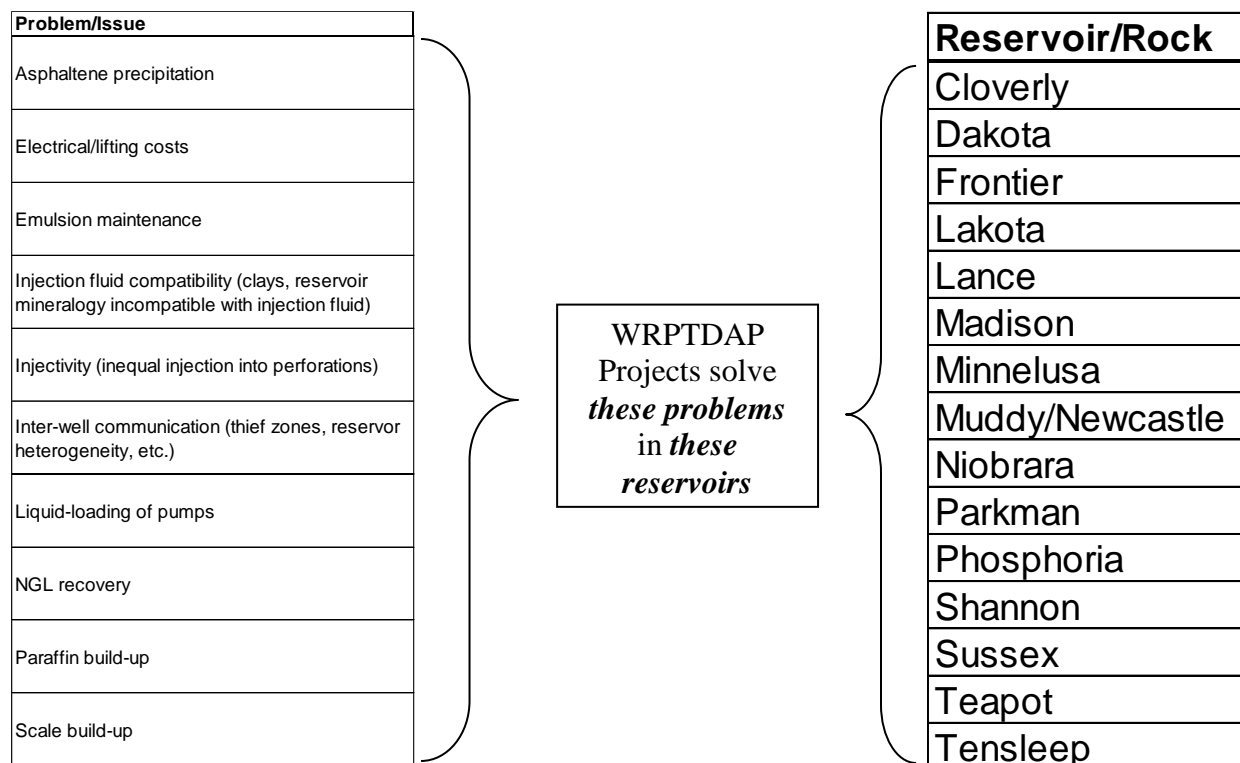 Problem/Issue
Asphaltene precipitation
Electrical/lifting costs
Emulsion maintenance
Injection fluid compatibility (clays, reservoir
mineralogy incompatible with injection fluid)
Injectivity (inequal injection into perforations)
Inter-well communication (thief zones, reservor
heterogeneity, etc.)
Liquid-loading of pumps
NGL recovery
Paraffin build-up
Scale build-up
WRPTDAP
Projects solve
these problems
in these
reservoirs
Reservoir/Rock
Cloverly
Dakota
Frontier
Lakota
Lance
Madison
Minnelusa
Muddy/Newcastle
Niobrara
Parkman
Phosphoria
Shannon
Sussex
Teapot
Tensleep